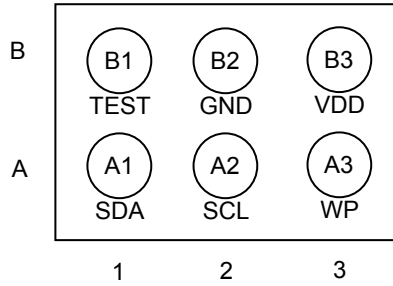 B
B1 B2 B3
TEST GND VDD
A1 A2 A3
A
SDA SCL WP
1 2 3